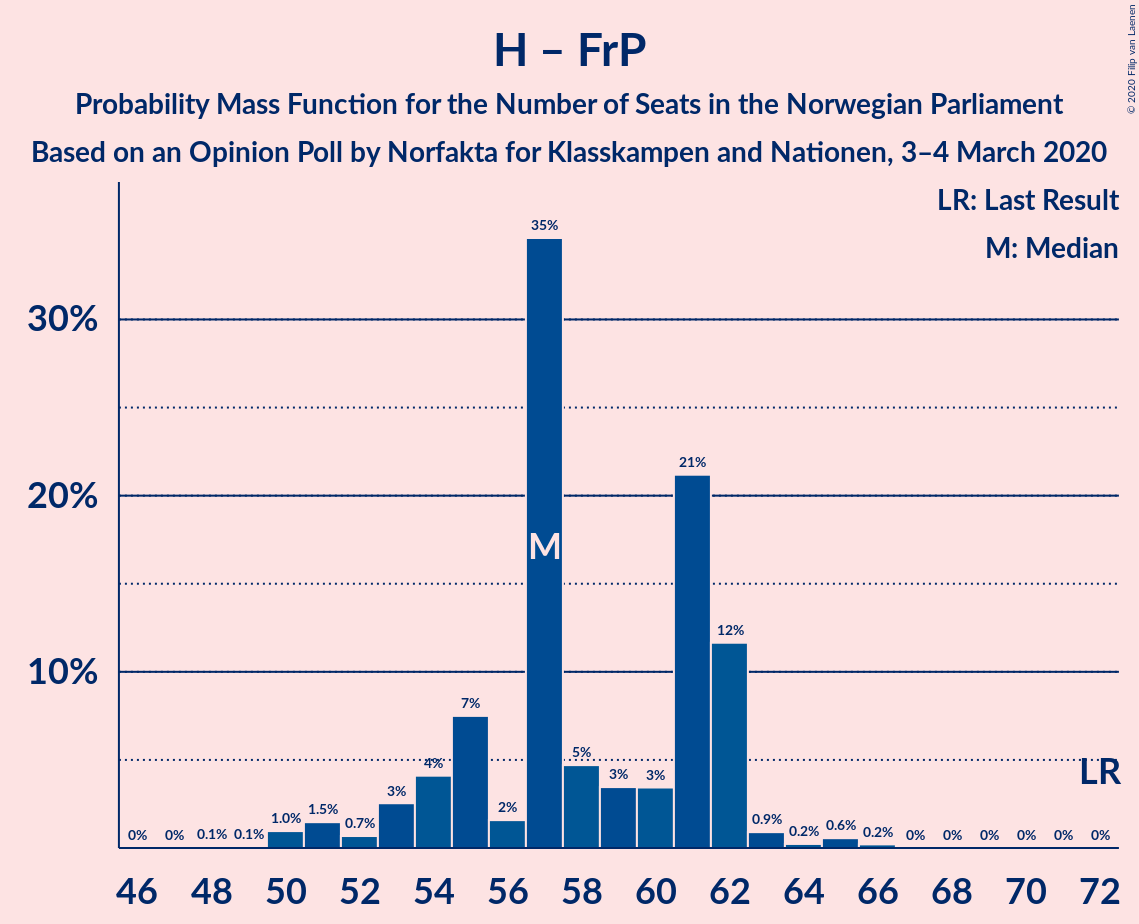 H – FrP
Probability Mass Function for the Number of Seats in the Norwegian Parliament
Based on an Opinion Poll by Norfakta for Klasskampen and Nationen, 3–4 March 2020
© 2020 Filip van Laenen
LR: Last Result
M: Median
30%
20%
10%
0% 0% 0.1% 0.1% 1.0% 1.5% 0.7% 3% 4% 7% 2% 35% 5% 3% 3% 21% 12% 0.9% 0.2% 0.6% 0.2% 0% 0% 0% 0% 0% 0%
M
LR
46 48 50 52 54 56 58 60 62 64 66 68 70 72